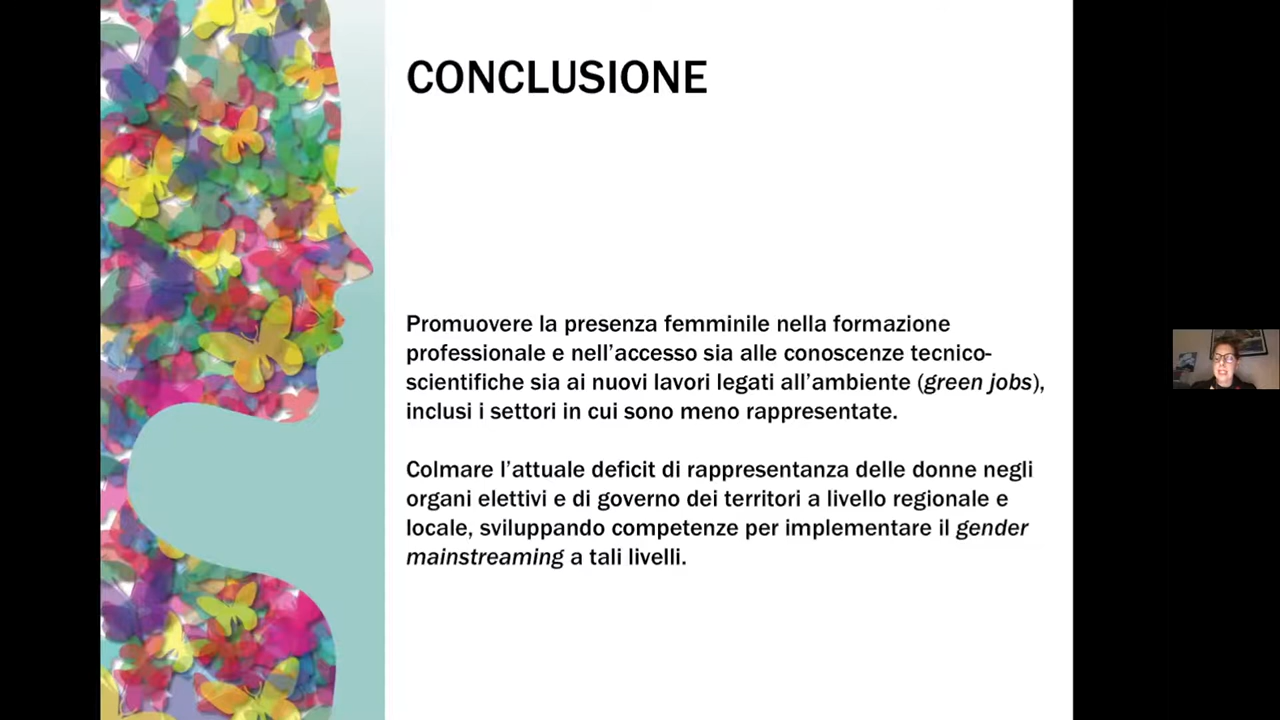 CONCLUSIONE
Promuovere la presenza femminile nella formazione
professionale e nell’accesso sia alle conoscenze tecnico-
scientifiche sia ai nuovi lavori legati all’ambiente (green jobs),
inclusi i settori in cui sono meno rappresentate.
Colmare l’attuale deficit di rappresentanza delle donne negli
organi elettivi e di governo dei territori a livello regionale e
locale, sviluppando competenze per implementare il gender
mainstreaming a tali livelli.